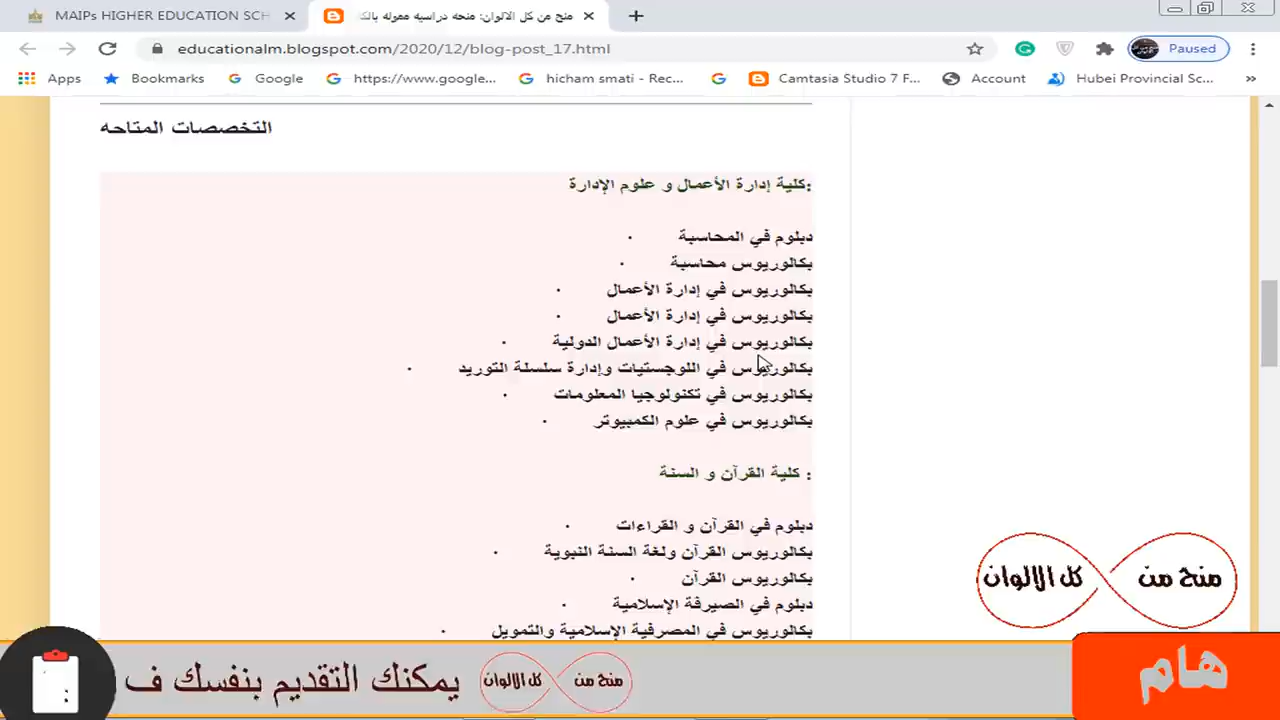 MAIPs HIGHER EDUCATION SCH
منح من كل الالوان: منحه دراسيه مموله بالك
educationalm.blogspot.com/2020/12/blog-post_17.html
Paused
Apps
Bookmarks
Google
https://www.google...
hicham smati - Rec...
Camtasia Studio 7 F...
Account
Hubei Provincial Sc...
»
التخصصات المتاحه
كلية إدارة الأعمال و علوم الإدارة:
دبلوم في المحاسبة ·
بكالوريوس محاسبة ·
بكالوريوس في إدارة الأعمال ·
بكالوريوس في إدارة الأعمال ·
بكالوريوس في إدارة الأعمال الدولية ·
بكالوريوس في اللوجستيات وإدارة سلسلة التوريد ·
بكالوريوس في تكنولوجيا المعلومات ·
بكالوريوس في علوم الكمبيوتر ·
كلية القرآن و السنة :
دبلوم في القرآن و القراءات ·
بكالوريوس القرآن ولغة السنة النبوية ·
بكالوريوس القرآن ·
دبلوم في الصيرفة الإسلامية ·
بكالوريوس في المصرفية الإسلامية والتمويل ·
منح من كل الالوان
هام
منح من كل الالوان
يمكنك التقديم بنفسك ف